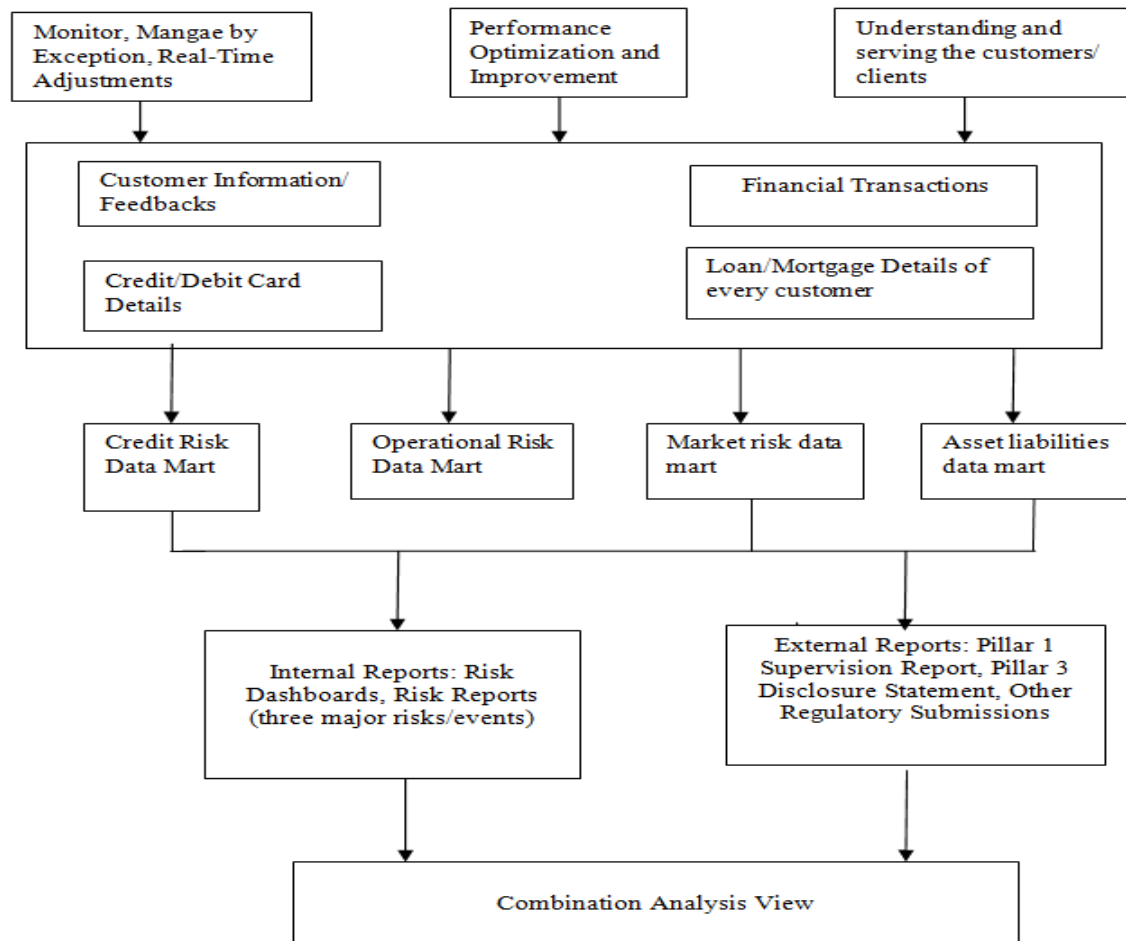 Monitor, Mangae by
Exception, Real-Time
Adjustments
Performance
Optimization and
Improvement
Understanding and
serving the customers/
clients
Customer Information/
Feedbacks
Financial Transactions
Credit/Debit Card
Details
Loan/Mortgage Details of
every customer
Credit Risk
Data Mart
Operational Risk
Data Mart
Market risk data
mart
Asset liabilities
data mart
Internal Reports: Risk
Dashboards, Risk Reports
(three major risks/events)
External Reports: Pillar 1
Supervision Report, Pillar 3
Disclosure Statement, Other
Regulatory Submissions
Combination Analysis View